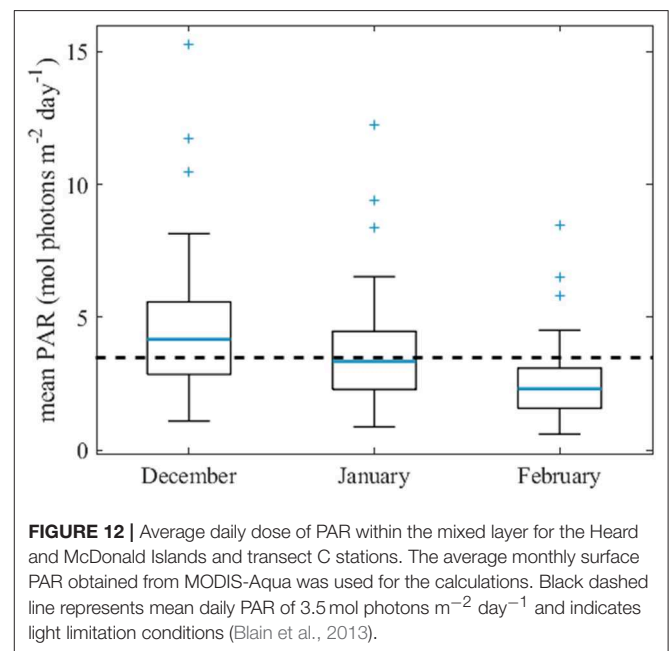 mean PAR (mol photons m⁻² day⁻¹)
15
10
5
0
December January February
FIGURE 12 | Average daily dose of PAR within the mixed layer for the Heard
and McDonald Islands and transect C stations. The average monthly surface
PAR obtained from MODIS-Aqua was used for the calculations. Black dashed
line represents mean daily PAR of 3.5 mol photons m⁻² day⁻¹ and indicates
light limitation conditions (Blain et al., 2013).